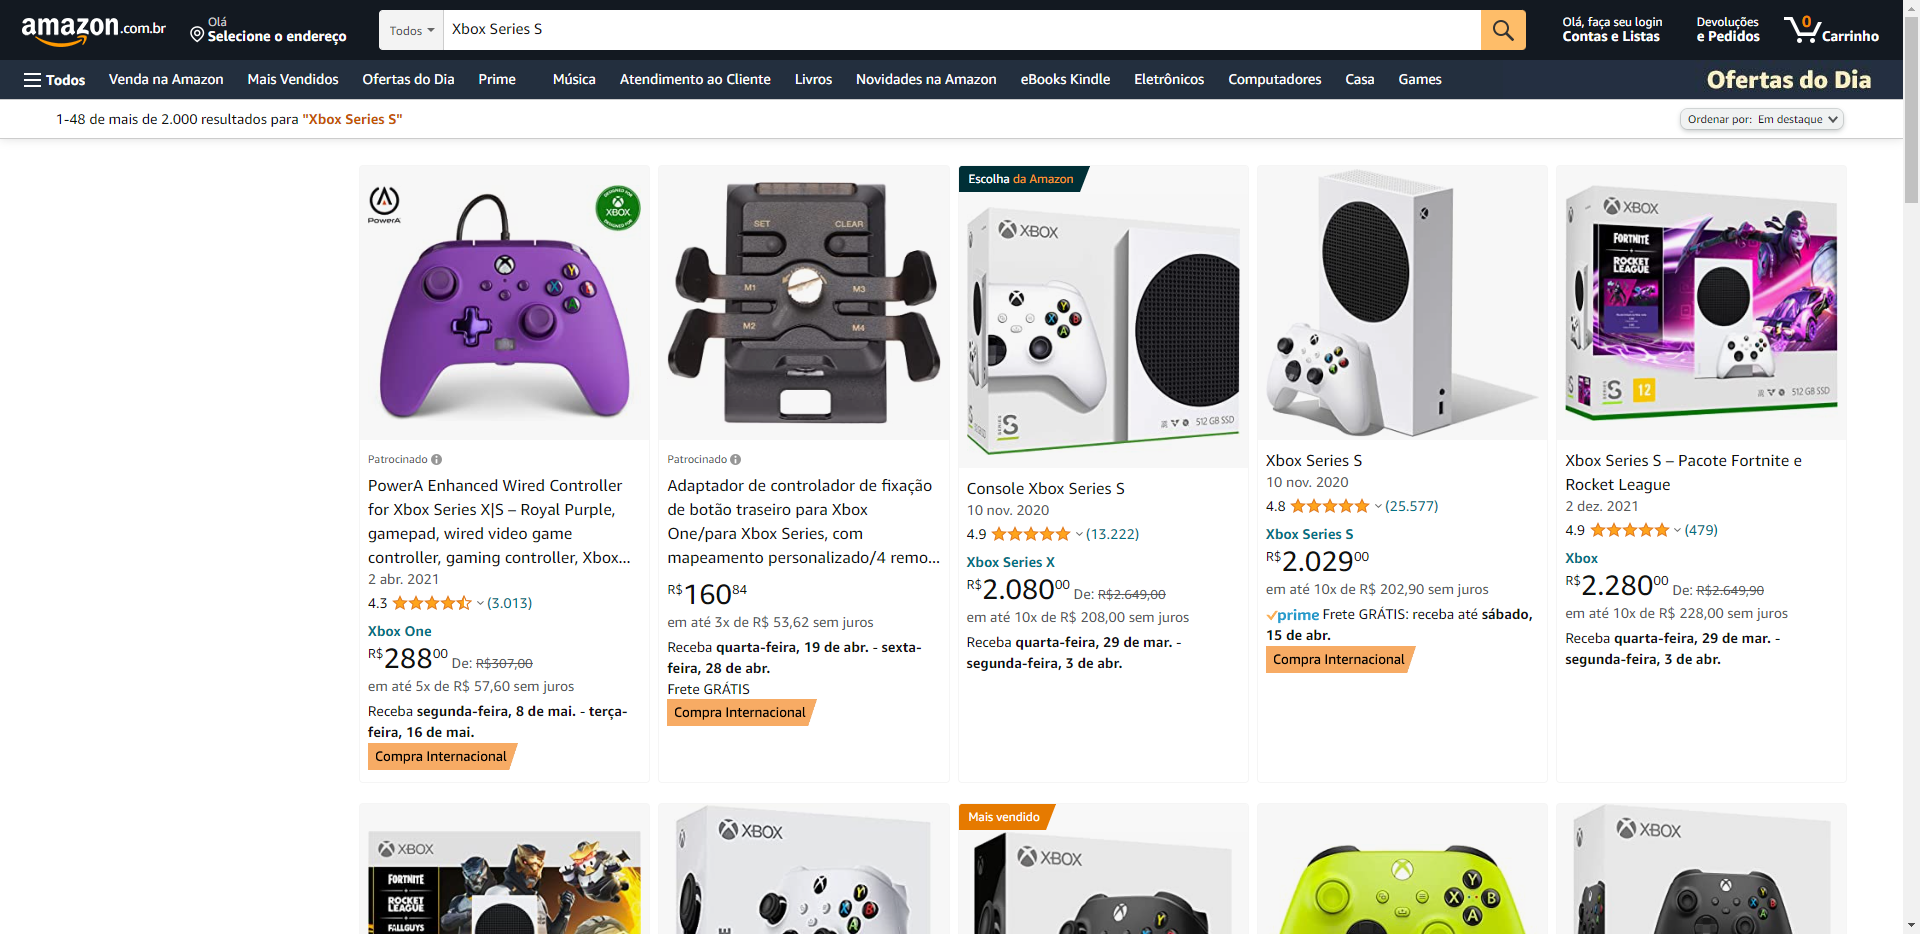 amazon.com.br
Olá
Selecione o endereço
Todos
Xbox Series S
Olá, faça seu login
Contas e Listas
Devoluções
e Pedidos
0
Carrinho
Todos
Venda na Amazon
Mais Vendidos
Ofertas do Dia
Prime
Música
Atendimento ao Cliente
Livros
Novidades na Amazon
eBooks Kindle
Eletrônicos
Computadores
Casa
Games
Ofertas do Dia
1-48 de mais de 2.000 resultados para "Xbox Series S"
Ordenar por: Em destaque
PowerA
XBOX
Patrocinado
PowerA Enhanced Wired Controller
for Xbox Series X|S – Royal Purple,
gamepad, wired video game
controller, gaming controller, Xbox...
2 abr. 2021
4.3 (3.013)
Xbox One
R$28800 De: R$307,00
em até 5x de R$ 57,60 sem juros
Receba segunda-feira, 8 de mai. - terça-
feira, 16 de mai.
Compra Internacional
SET CLEAR
M1 M3
M2 M4
Patrocinado
Adaptador de controlador de fixação
de botão traseiro para Xbox
One/para Xbox Series, com
mapeamento personalizado/4 remo...
R$16084
em até 3x de R$ 53,62 sem juros
Receba quarta-feira, 19 de abr. - sexta-
feira, 28 de abr.
Frete GRÁTIS
Compra Internacional
Escolha da Amazon
XBOX
SERIES S
512 GB SSD
Console Xbox Series S
10 nov. 2020
4.9 (13.222)
Xbox Series X
R$2.08000 De: R$2.649,00
em até 10x de R$ 208,00 sem juros
Receba quarta-feira, 29 de mar. -
segunda-feira, 3 de abr.
Xbox Series S
10 nov. 2020
4.8 (25.577)
Xbox Series S
R$2.02900
em até 10x de R$ 202,90 sem juros
prime Frete GRÁTIS: receba até sábado,
15 de abr.
Compra Internacional
XBOX
FORTNITE
ROCKET
LEAGUE
SERIES S
12
512 GB SSD
Xbox Series S – Pacote Fortnite e
Rocket League
2 dez. 2021
4.9 (479)
Xbox
R$2.28000 De: R$2.649,90
em até 10x de R$ 228,00 sem juros
Receba quarta-feira, 29 de mar. -
segunda-feira, 3 de abr.
XBOX
FORTNITE
ROCKET
LEAGUE
FALLGUYS
XBOX
Mais vendido
XBOX
Y
X B
A
XBOX